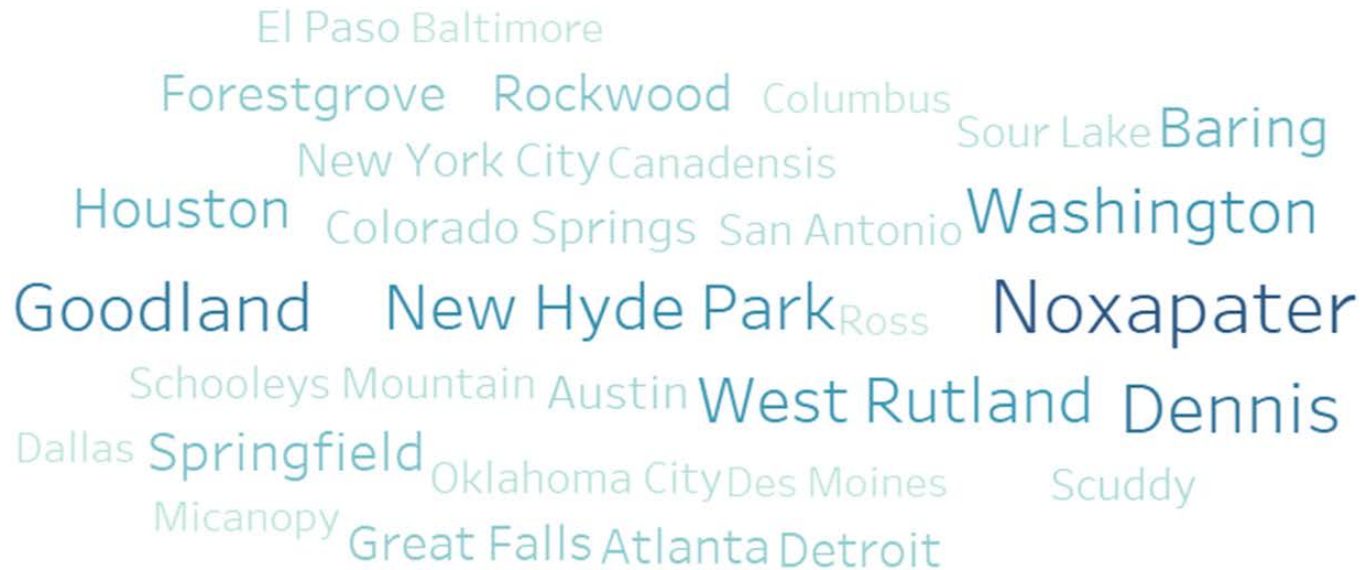 El Paso Baltimore
Forestgrove Rockwood Columbus
Sour Lake Baring
New York City Canadensis
Houston Colorado Springs San Antonio Washington
Goodland New Hyde Park Ross Noxapater
Schooleys Mountain Austin West Rutland Dennis
Dallas Springfield Oklahoma City Des Moines Scuddy
Micanopy Great Falls Atlanta Detroit